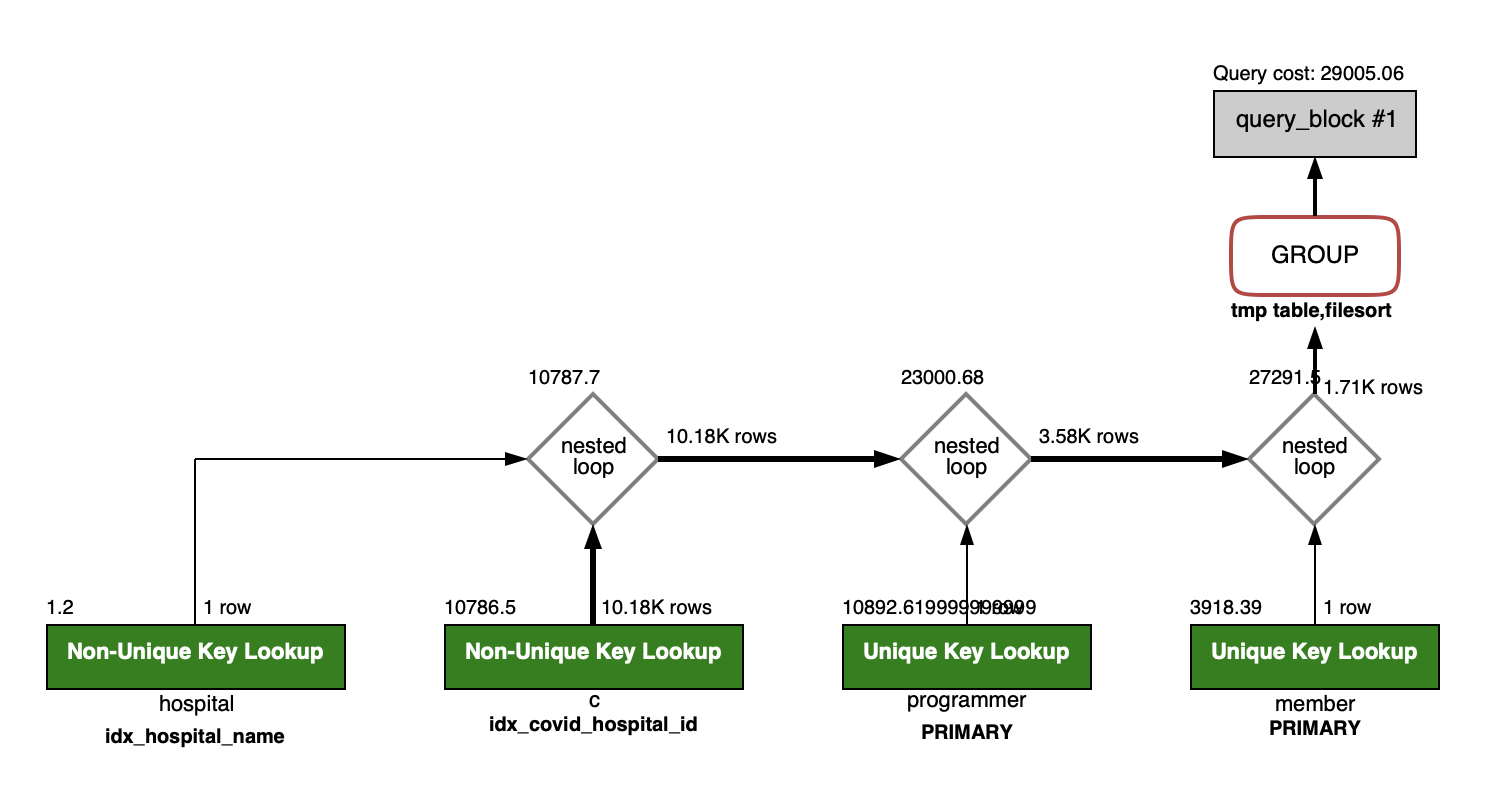 Query cost: 29005.06
query_block #1
GROUP
tmp table,filesort
10787.7
23000.68
27291.5
1.71K rows
nested
loop
10.18K rows
nested
loop
3.58K rows
nested
loop
1.2
1 row
10786.5
10.18K rows
10892.619999999999
1 row
3918.39
1 row
Non-Unique Key Lookup
Non-Unique Key Lookup
Unique Key Lookup
Unique Key Lookup
hospital
idx_hospital_name
c
idx_covid_hospital_id
programmer
PRIMARY
member
PRIMARY